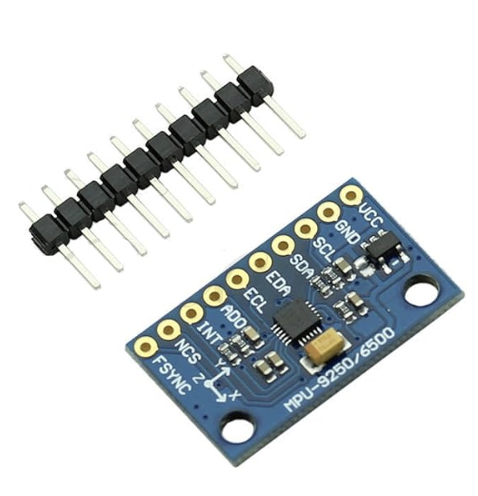 VCC
GND
SCL
SDA
EDA
ECL
ADO
INT
NCS
FSYNC
Z
Y
X
MPU-9250/6500